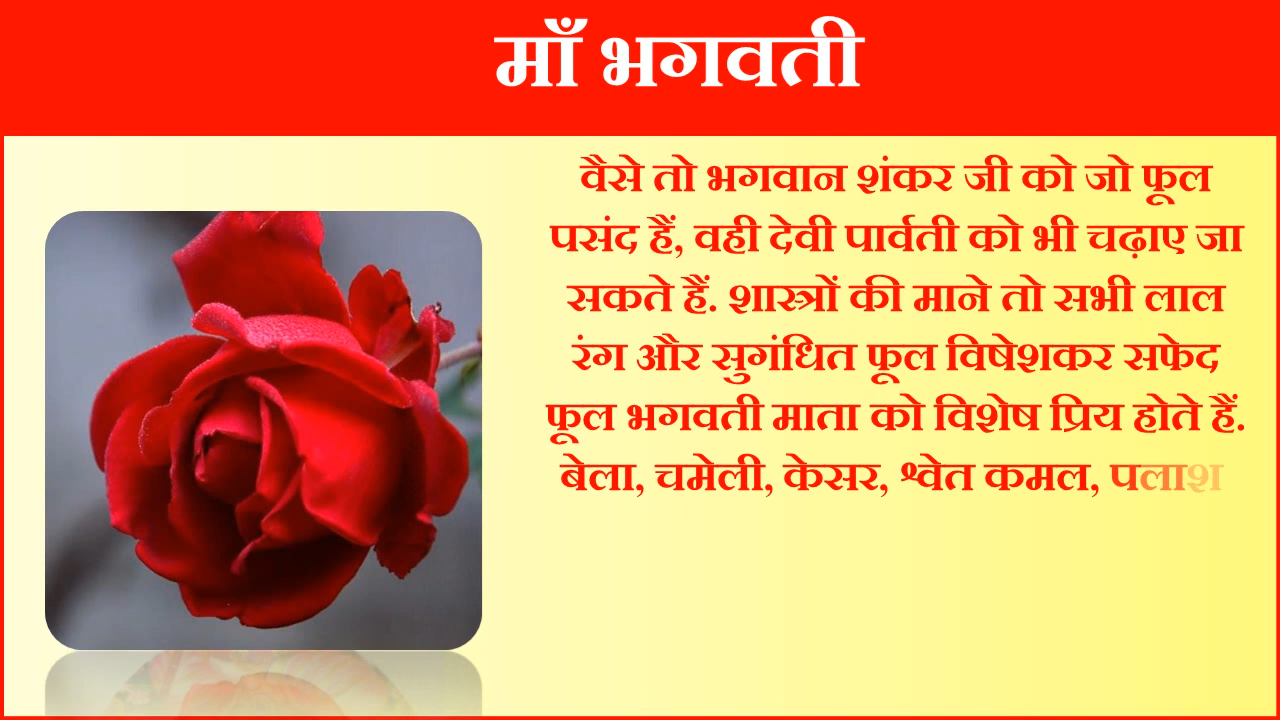 माँ भगवती
वैसे तो भगवान शंकर जी को जो फूल
पसंद हैं, वही देवी पार्वती को भी चढ़ाए जा
सकते हैं. शास्त्रों की माने तो सभी लाल
रंग और सुगंधित फूल विषेशकर सफेद
फूल भगवती माता को विशेष प्रिय होते हैं.
बेला, चमेली, केसर, श्वेत कमल, पलाश